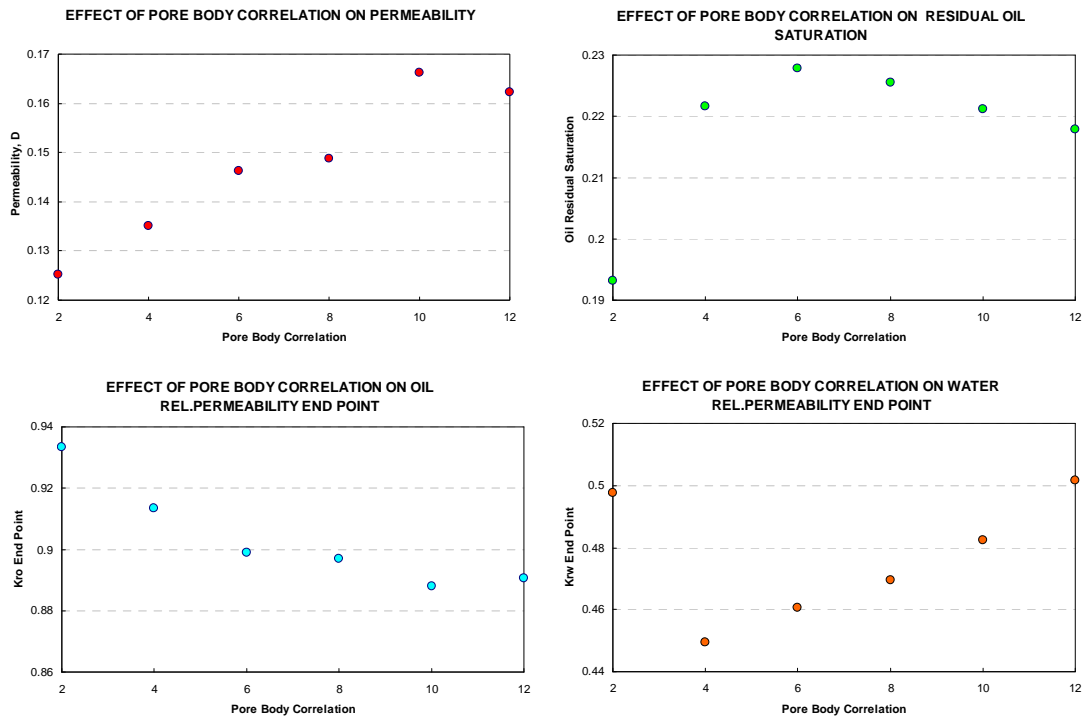 EFFECT OF PORE BODY CORRELATION ON PERMEABILITY
0.17
0.16
0.15
0.14
0.13
0.12
Permeability, D
2 4 6 8 10 12
Pore Body Correlation
EFFECT OF PORE BODY CORRELATION ON RESIDUAL OIL
SATURATION
0.23
0.22
0.21
0.2
0.19
Oil Residual Saturation
2 4 6 8 10 12
Pore Body Correlation
EFFECT OF PORE BODY CORRELATION ON OIL
REL.PERMEABILITY END POINT
0.94
0.92
0.9
0.88
0.86
Kro End Point
2 4 6 8 10 12
Pore Body Correlation
EFFECT OF PORE BODY CORRELATION ON WATER
REL.PERMEABILITY END POINT
0.52
0.5
0.48
0.46
0.44
Krw End Point
2 4 6 8 10 12
Pore Body Correlation